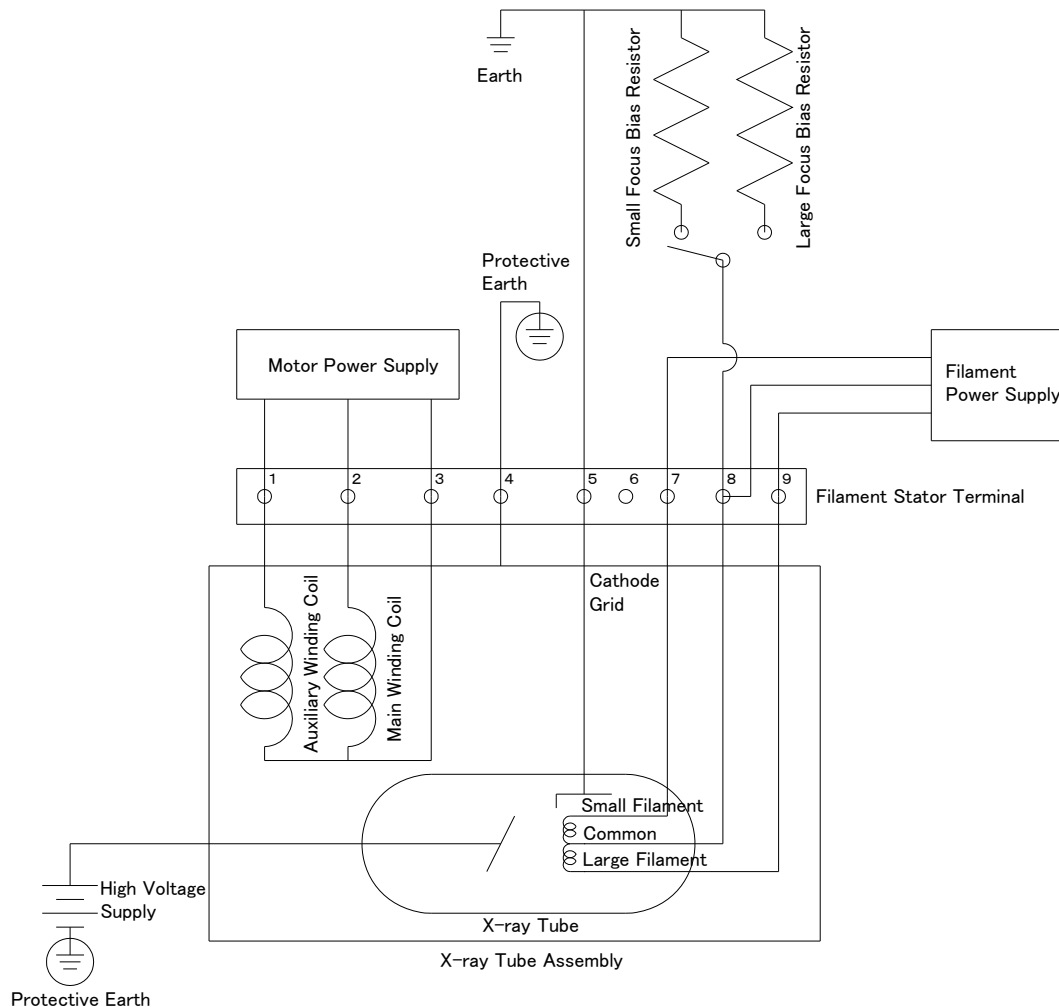 Earth
Small Focus Bias Resistor
Large Focus Bias Resistor
Protective
Earth
Motor Power Supply
Filament
Power Supply
1
2
3
4
5
6
7
8
9
Filament Stator Terminal
Cathode
Grid
Auxiliary Winding Coil
Main Winding Coil
Small Filament
Common
Large Filament
High Voltage
Supply
X-ray Tube
X-ray Tube Assembly
Protective Earth